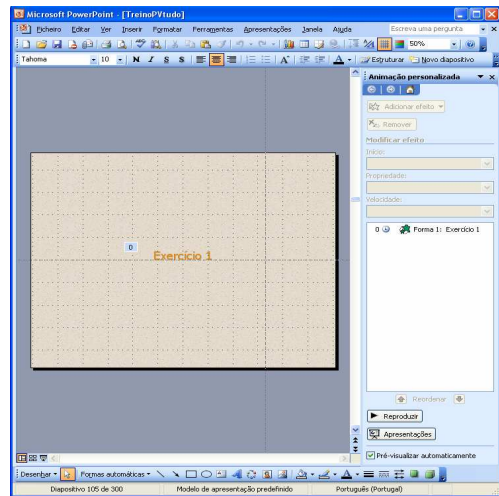 Microsoft PowerPoint - [TreinoPVtudo]
Ficheiro Editar Ver Inserir Formatar Ferramentas Apresentações Janela Ajuda Escreva uma pergunta
50%
Tahoma 10 N I S S A A Estruturar Novo diapositivo
Animação personalizada
Adicionar efeito
Remover
Modificar efeito
Início:
Propriedade:
Velocidade:
0 Forma 1: Exercício 1
0
Exercício 1
Reordenar
Reproduzir
Apresentações
Pré-visualizar automaticamente
Desenhar Formas automáticas A
Diapositivo 105 de 300 Modelo de apresentação predefinido Português (Portugal)